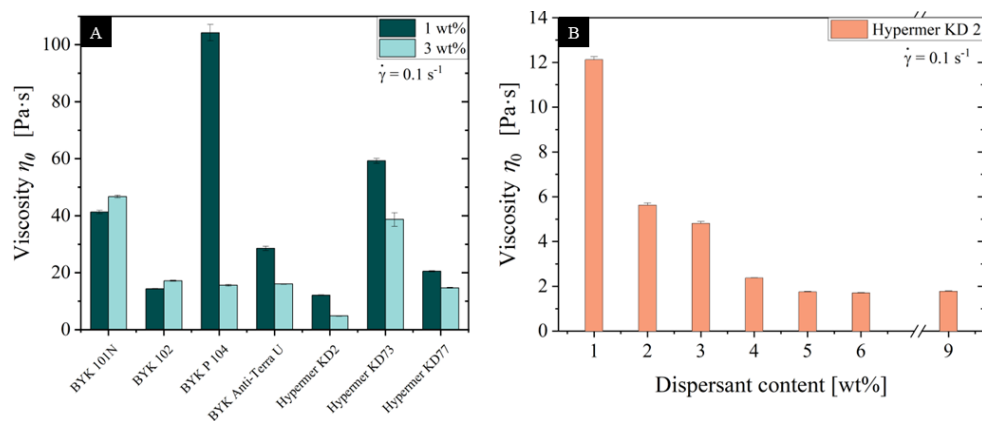 A
1 wt%
3 wt%
γ̇ = 0.1 s⁻¹
Viscosity η₀ [Pa·s]
100
80
60
40
20
0
BYK 101N
BYK 102
BYK P 104
BYK Anti-Terra U
Hypermer KD2
Hypermer KD73
Hypermer KD77
B
Hypermer KD 2
γ̇ = 0.1 s⁻¹
Viscosity η₀ [Pa·s]
14
12
10
8
6
4
2
0
1 2 3 4 5 6 9
Dispersant content [wt%]